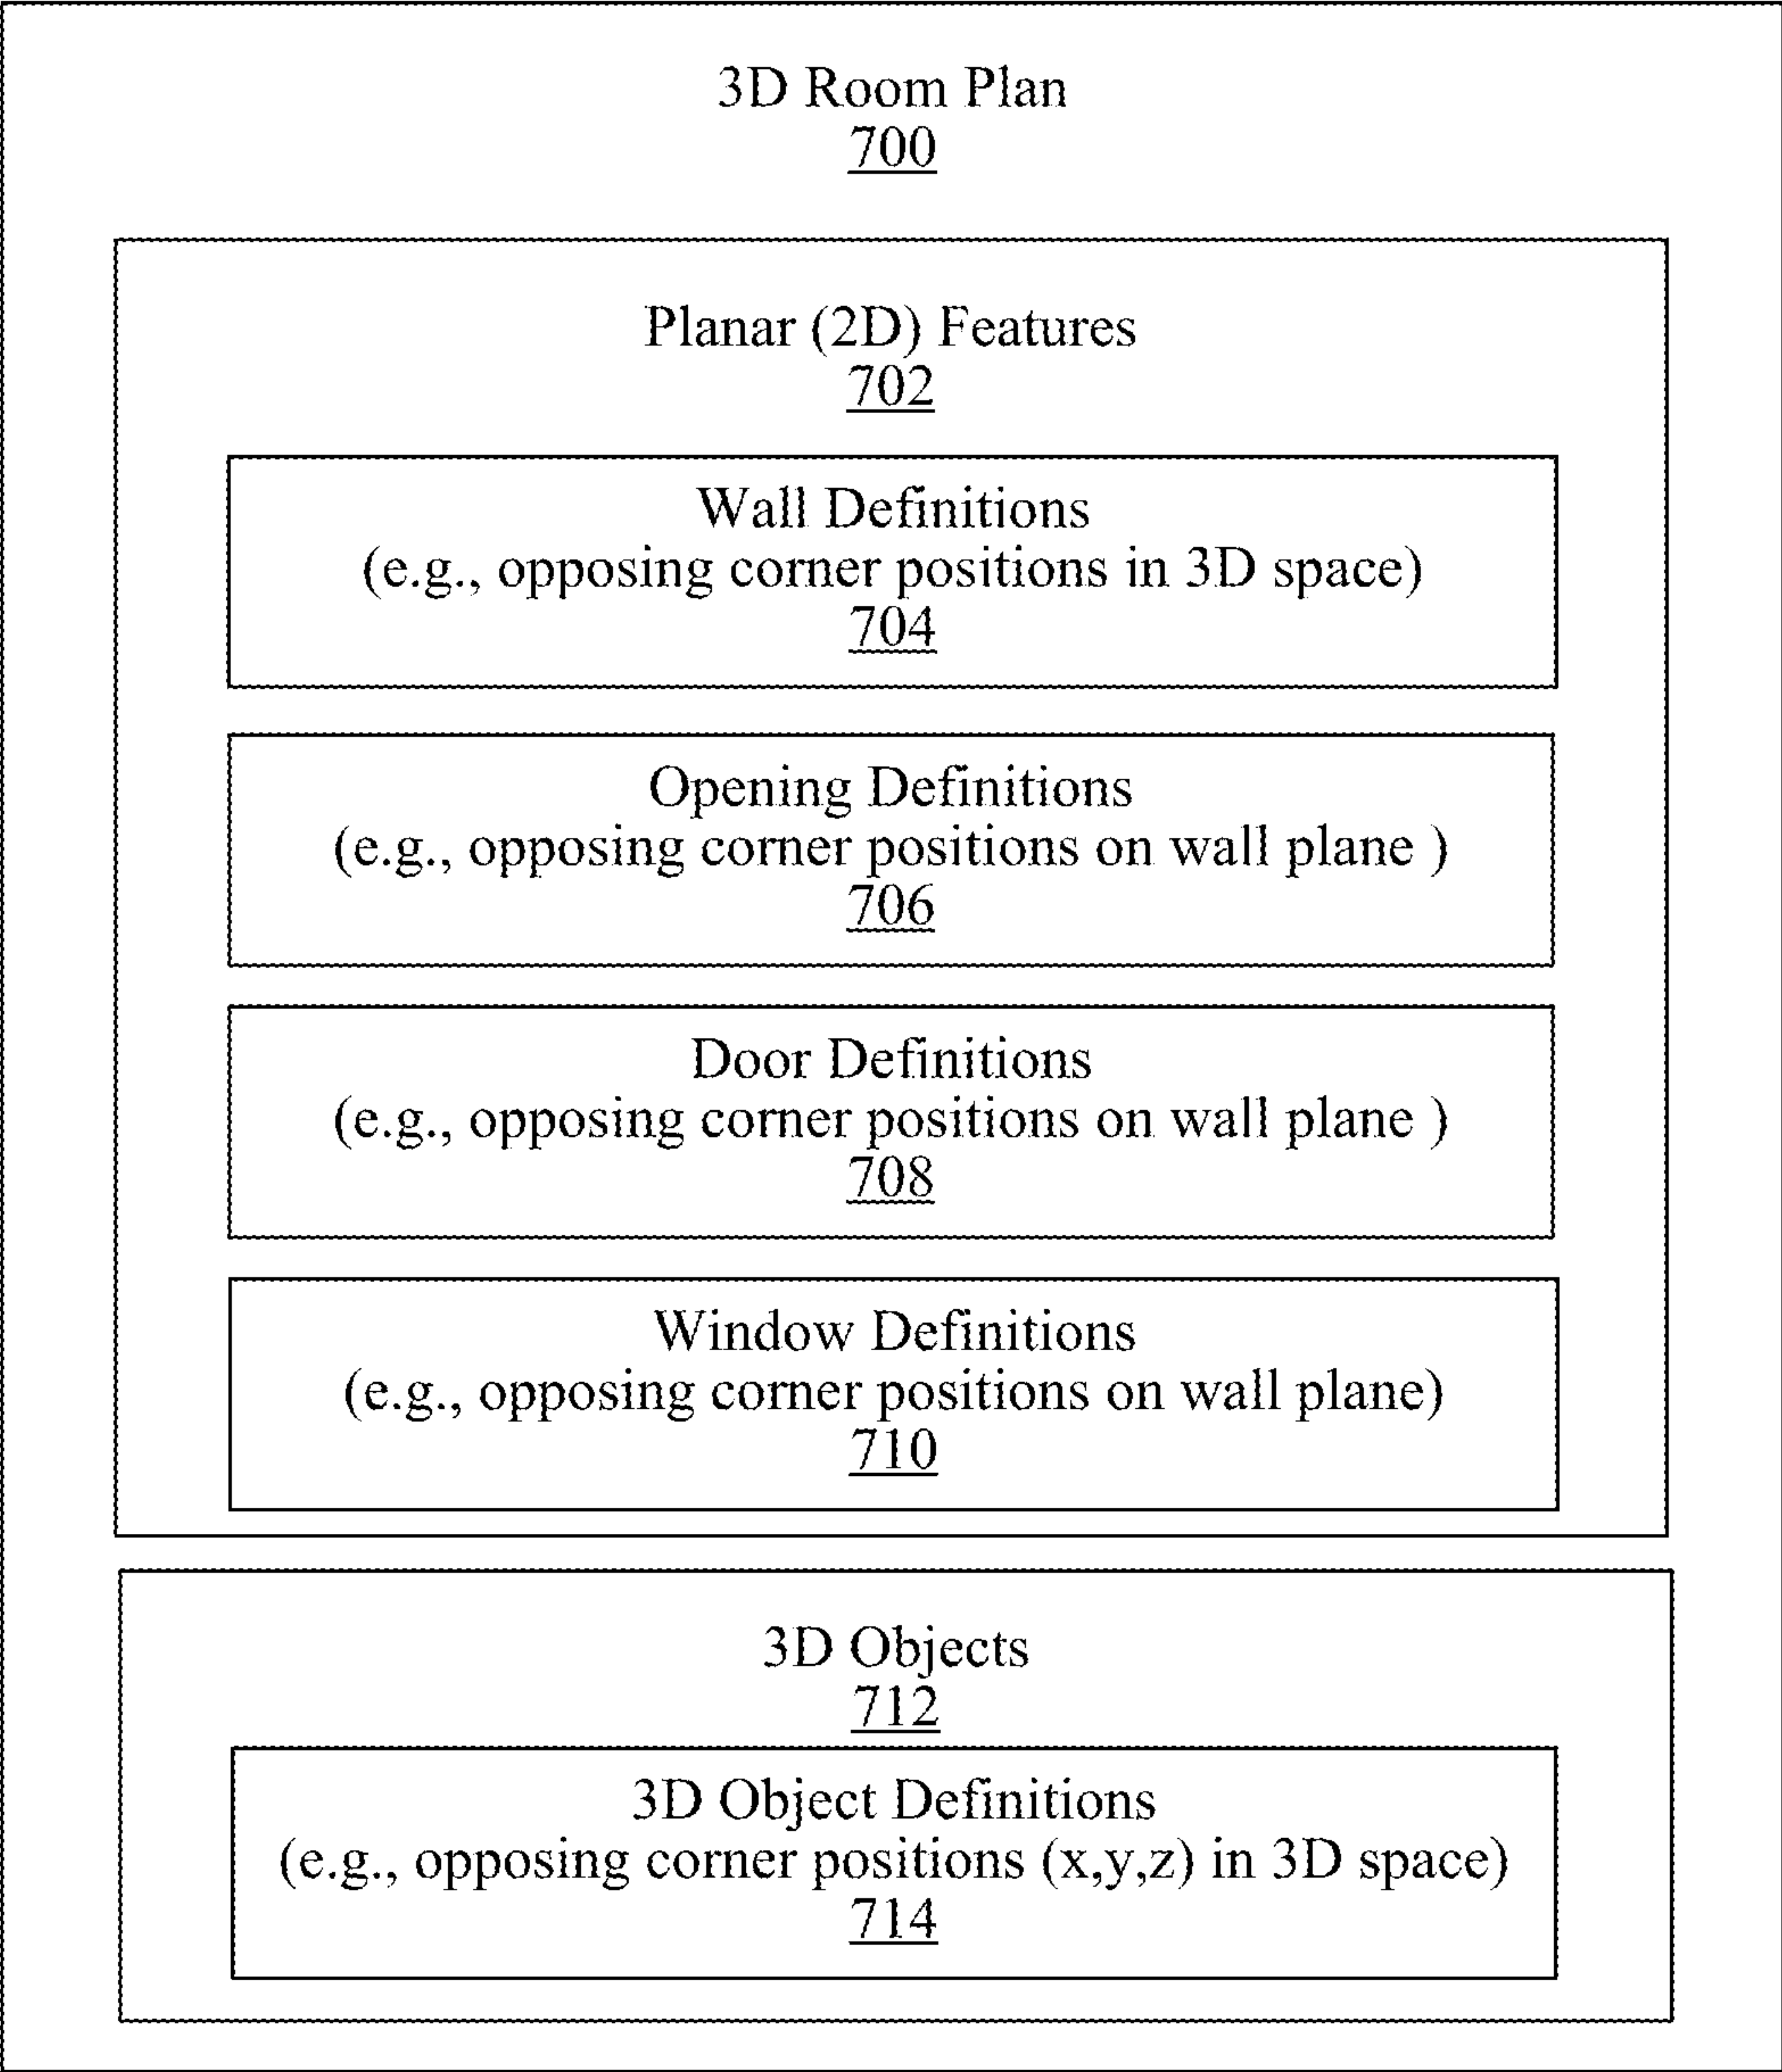 3D Room Plan
700
Planar (2D) Features
702
Wall Definitions
(e.g., opposing corner positions in 3D space)
704
Opening Definitions
(e.g., opposing corner positions on wall plane )
706
Door Definitions
(e.g., opposing corner positions on wall plane )
708
Window Definitions
(e.g., opposing corner positions on wall plane)
710
3D Objects
712
3D Object Definitions
(e.g., opposing corner positions (x,y,z) in 3D space)
714